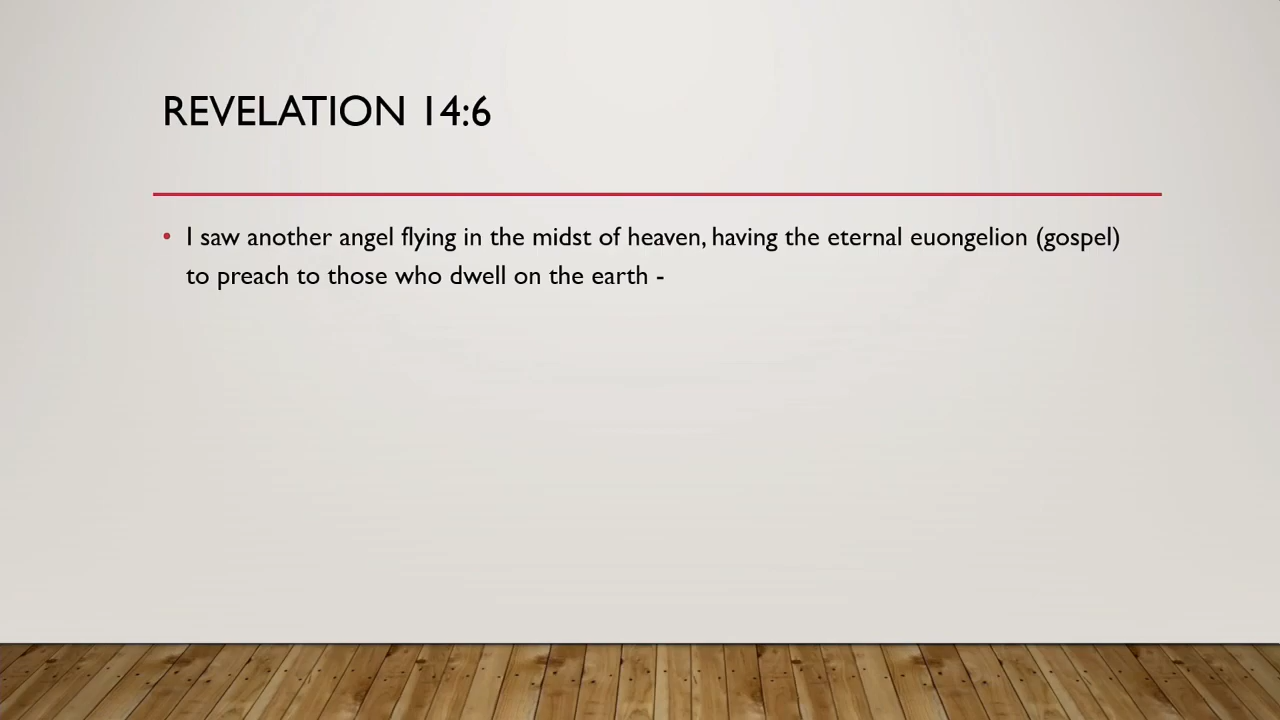 REVELATION 14:6
• I saw another angel flying in the midst of heaven, having the eternal euongelion (gospel)
to preach to those who dwell on the earth -